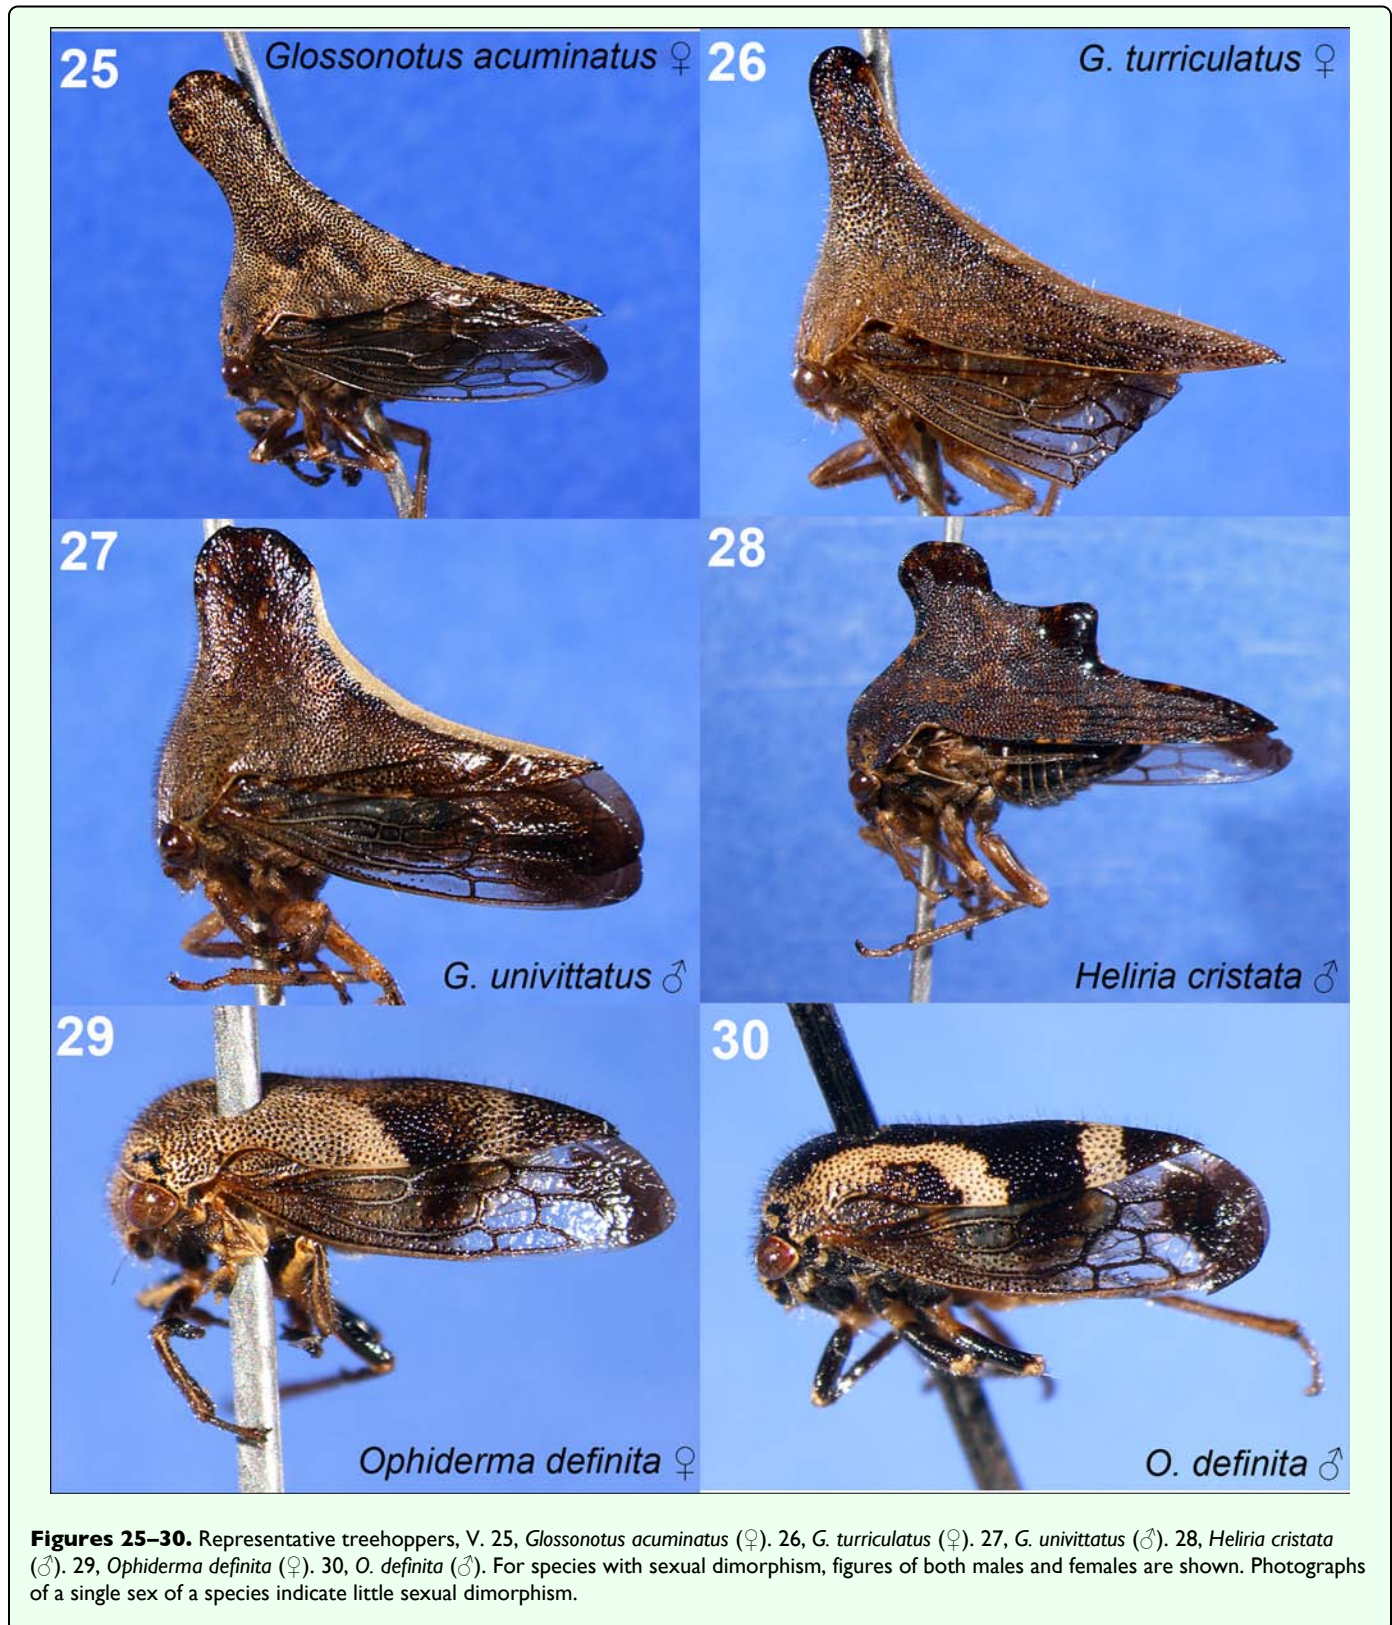 25
Glossonotus acuminatus ♀
26
G. turriculatus ♀
27
G. univittatus ♂
28
Heliria cristata ♂
29
Ophiderma definita ♀
30
O. definita ♂
Figures 25–30. Representative treehoppers, V. 25, Glossonotus acuminatus (♀). 26, G. turriculatus (♀). 27, G. univittatus (♂). 28, Heliria cristata
(♂). 29, Ophiderma definita (♀). 30, O. definita (♂). For species with sexual dimorphism, figures of both males and females are shown. Photographs
of a single sex of a species indicate little sexual dimorphism.